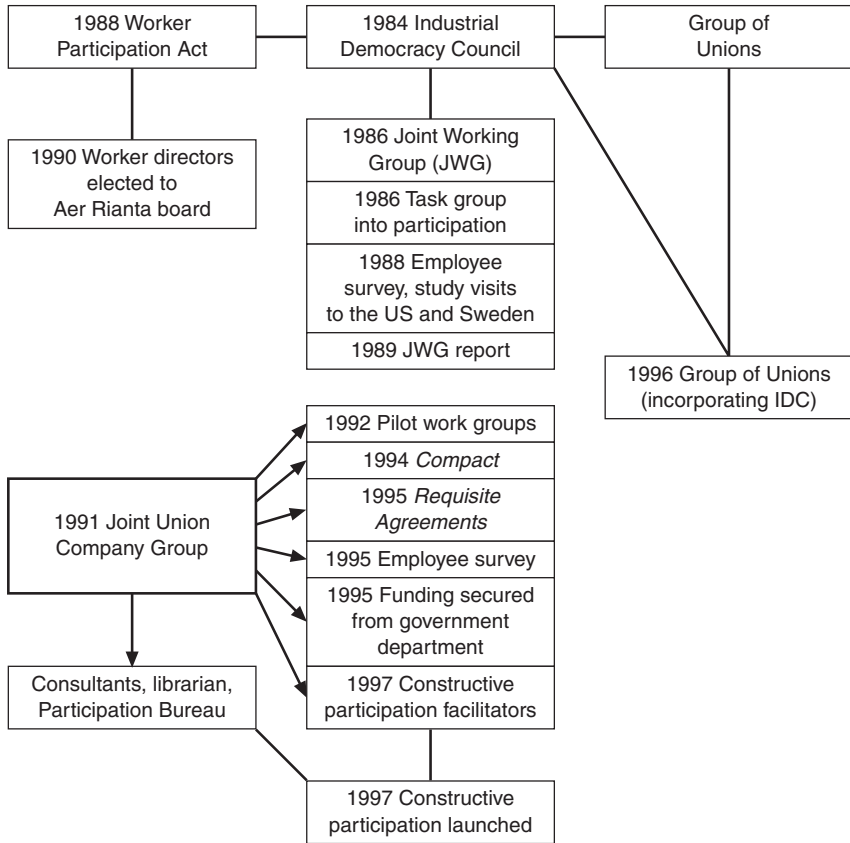 1988 Worker
Participation Act
1984 Industrial
Democracy Council
Group of
Unions
1990 Worker directors
elected to
Aer Rianta board
1986 Joint Working
Group (JWG)
1986 Task group
into participation
1988 Employee
survey, study visits
to the US and Sweden
1989 JWG report
1996 Group of Unions
(incorporating IDC)
1991 Joint Union
Company Group
1992 Pilot work groups
1994 Compact
1995 Requisite
Agreements
1995 Employee survey
1995 Funding secured
from government
department
1997 Constructive
participation facilitators
Consultants, librarian,
Participation Bureau
1997 Constructive
participation launched